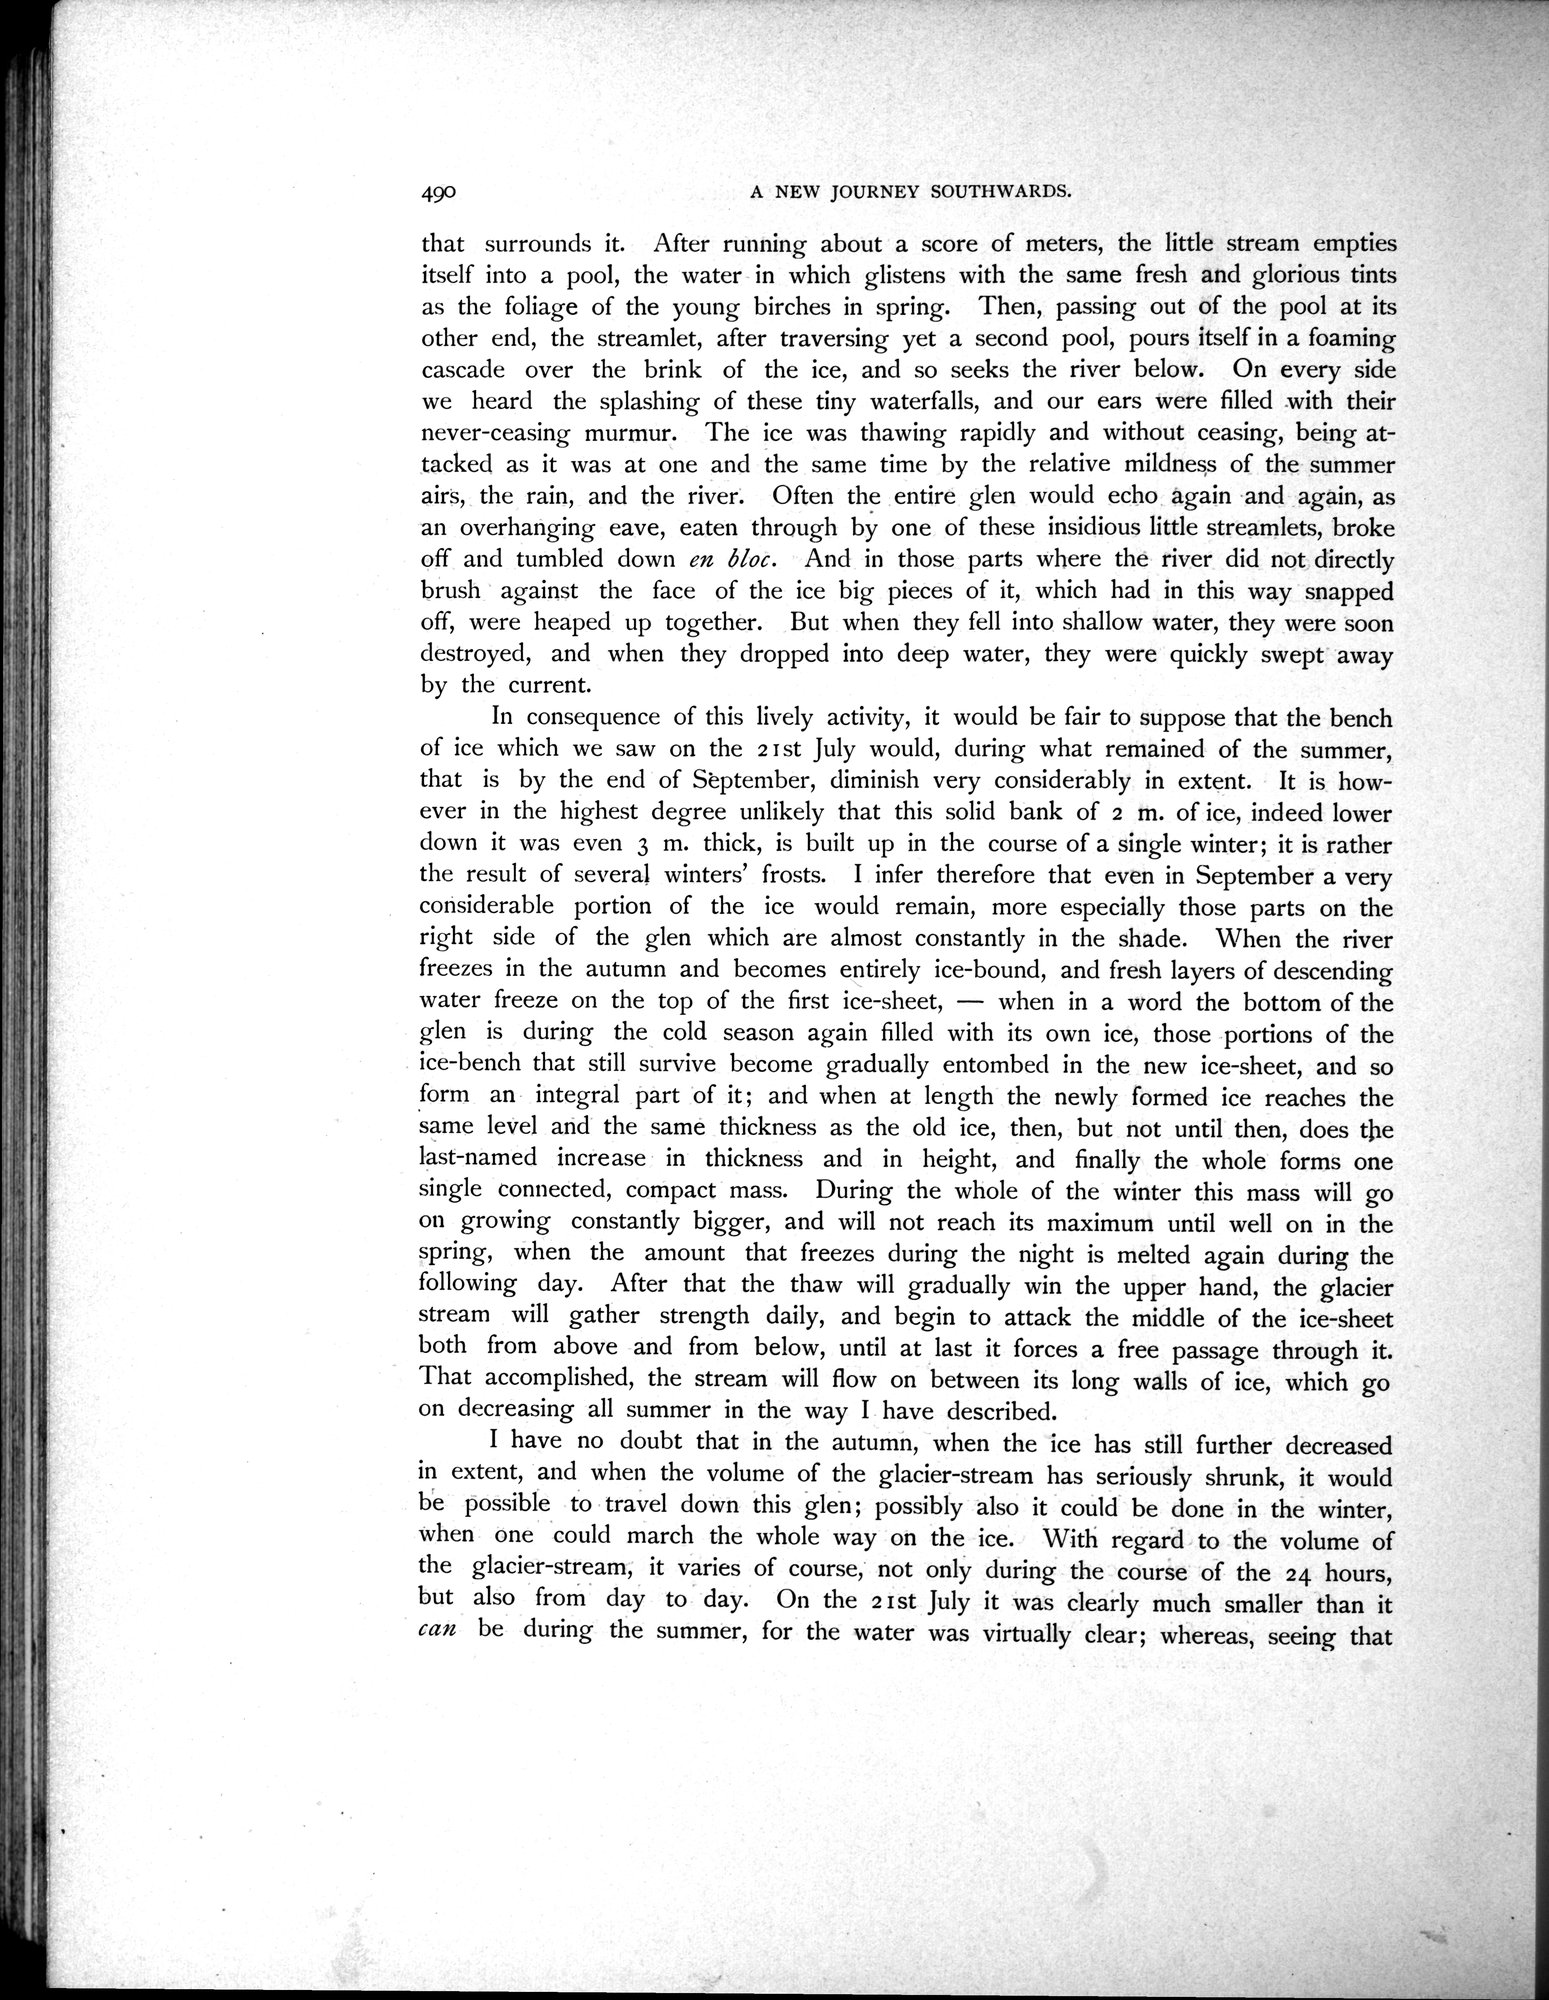 490 A NEW JOURNEY SOUTHWARDS.
that surrounds it. After running about a score of meters, the little stream empties
itself into a pool, the water in which glistens with the same fresh and glorious tints
as the foliage of the young birches in spring. Then, passing out of the pool at its
other end, the streamlet, after traversing yet a second pool, pours itself in a foaming
cascade over the brink of the ice, and so seeks the river below. On every side
we heard the splashing of these tiny waterfalls, and our ears were filled with their
never-ceasing murmur. The ice was thawing rapidly and without ceasing, being at-
tacked as it was at one and the same time by the relative mildness of the summer
airs, the rain, and the river. Often the entire glen would echo again and again, as
an overhanging eave, eaten through by one of these insidious little streamlets, broke
off and tumbled down en bloc. And in those parts where the river did not directly
brush against the face of the ice big pieces of it, which had in this way snapped
off, were heaped up together. But when they fell into shallow water, they were soon
destroyed, and when they dropped into deep water, they were quickly swept away
by the current.
In consequence of this lively activity, it would be fair to suppose that the bench
of ice which we saw on the 21st July would, during what remained of the summer,
that is by the end of September, diminish very considerably in extent. It is how-
ever in the highest degree unlikely that this solid bank of 2 m. of ice, indeed lower
down it was even 3 m. thick, is built up in the course of a single winter; it is rather
the result of several winters' frosts. I infer therefore that even in September a very
considerable portion of the ice would remain, more especially those parts on the
right side of the glen which are almost constantly in the shade. When the river
freezes in the autumn and becomes entirely ice-bound, and fresh layers of descending
water freeze on the top of the first ice-sheet, — when in a word the bottom of the
glen is during the cold season again filled with its own ice, those portions of the
ice-bench that still survive become gradually entombed in the new ice-sheet, and so
form an integral part of it; and when at length the newly formed ice reaches the
same level and the same thickness as the old ice, then, but not until then, does the
last-named increase in thickness and in height, and finally the whole forms one
single connected, compact mass. During the whole of the winter this mass will go
on growing constantly bigger, and will not reach its maximum until well on in the
spring, when the amount that freezes during the night is melted again during the
following day. After that the thaw will gradually win the upper hand, the glacier
stream will gather strength daily, and begin to attack the middle of the ice-sheet
both from above and from below, until at last it forces a free passage through it.
That accomplished, the stream will flow on between its long walls of ice, which go
on decreasing all summer in the way I have described.
I have no doubt that in the autumn, when the ice has still further decreased
in extent, and when the volume of the glacier-stream has seriously shrunk, it would
be possible to travel down this glen; possibly also it could be done in the winter,
when one could march the whole way on the ice. With regard to the volume of
the glacier-stream, it varies of course, not only during the course of the 24 hours,
but also from day to day. On the 21st July it was clearly much smaller than it
can be during the summer, for the water was virtually clear; whereas, seeing that